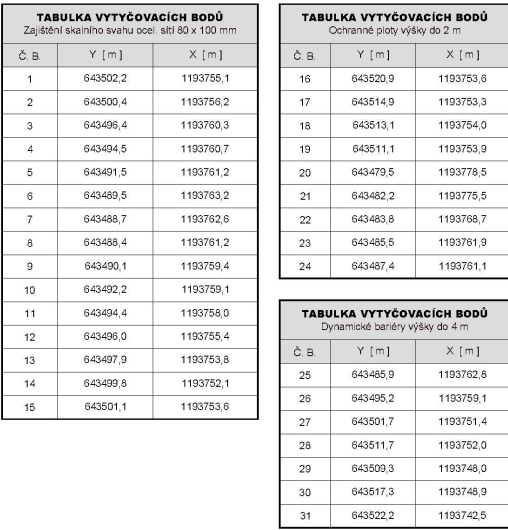 TABULKA VYTYČOVACÍCH BODŮ
Zajištění skalního svahu ocel. sítí 80 x 100 mm
Č. B. Y [m] X [m]
1 643502,2 1193755,1
2 643500,4 1193756,2
3 643496,4 1193760,3
4 643494,5 1193760,7
5 643491,5 1193761,2
6 643489,5 1193763,2
7 643488,7 1193762,6
8 643488,4 1193761,2
9 643490,1 1193759,4
10 643492,2 1193759,1
11 643494,4 1193758,0
12 643496,0 1193755,4
13 643497,9 1193753,8
14 643499,8 1193752,1
15 643501,1 1193753,6
TABULKA VYTYČOVACÍCH BODŮ
Ochranné ploty výšky do 2 m
Č. B. Y [m] X [m]
16 643520,9 1193753,6
17 643514,9 1193753,3
18 643513,1 1193754,0
19 643511,1 1193753,9
20 643479,5 1193778,5
21 643482,2 1193775,5
22 643483,8 1193768,7
23 643485,5 1193761,9
24 643487,4 1193761,1
TABULKA VYTYČOVACÍCH BODŮ
Dynamické bariéry výšky do 4 m
Č. B. Y [m] X [m]
25 643485,9 1193762,8
26 643495,2 1193759,1
27 643501,7 1193751,4
28 643511,7 1193752,0
29 643509,3 1193748,0
30 643517,3 1193748,9
31 643522,2 1193742,5